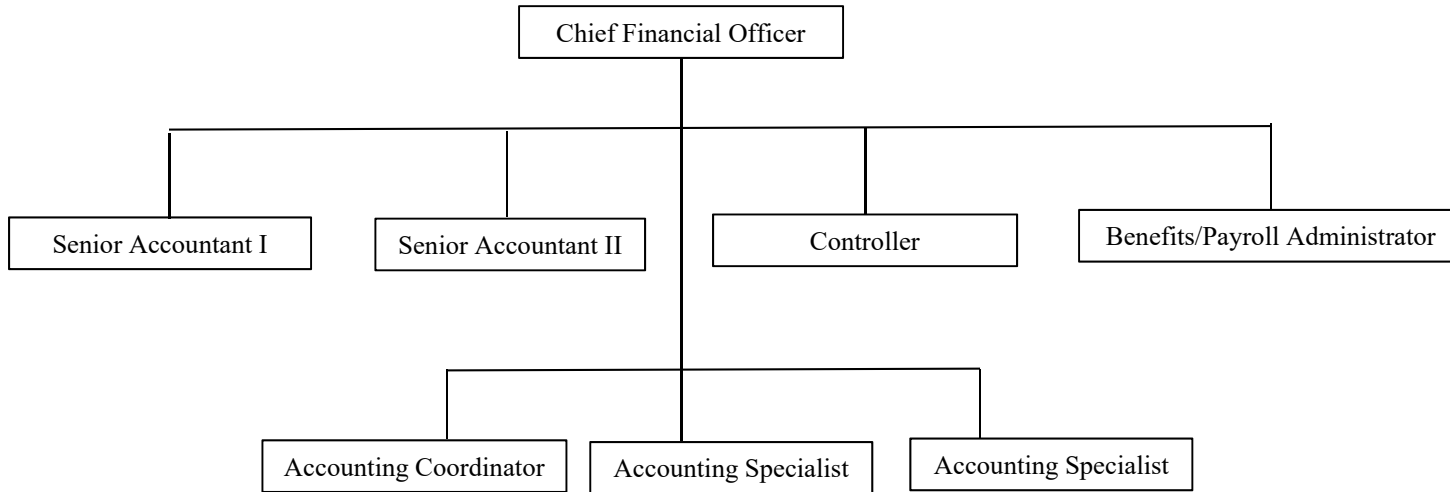 Chief Financial Officer
Senior Accountant I
Senior Accountant II
Controller
Benefits/Payroll Administrator
Accounting Coordinator
Accounting Specialist
Accounting Specialist